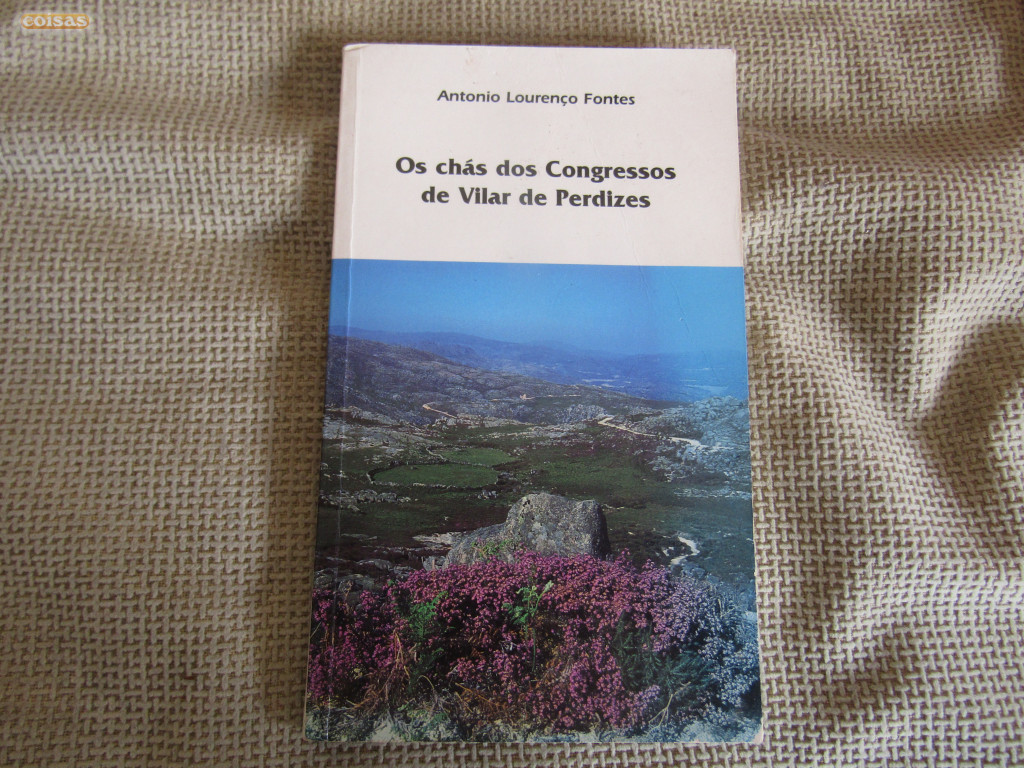 coisas
Antonio Lourenço Fontes
Os chás dos Congressos
de Vilar de Perdizes